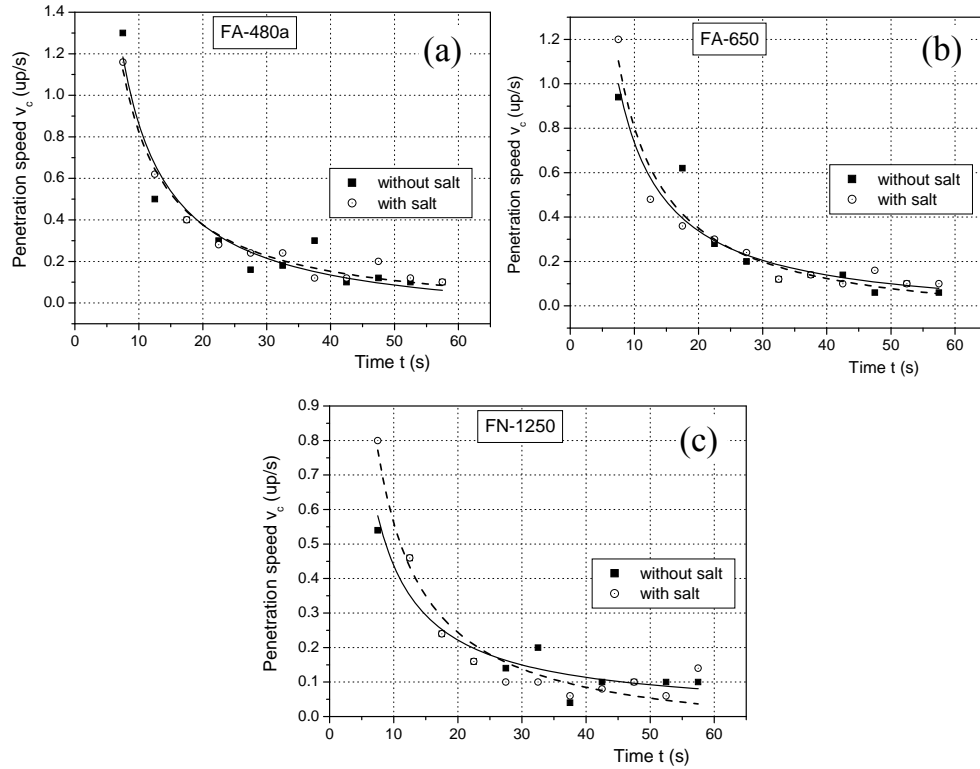 FA-480a
(a)
Penetration speed v_c (up/s)
1.4
1.2
1.0
0.8
0.6
0.4
0.2
0.0
without salt
with salt
0 10 20 30 40 50 60
Time t (s)
FA-650
(b)
Penetration speed v_c (up/s)
1.2
1.0
0.8
0.6
0.4
0.2
0.0
without salt
with salt
0 10 20 30 40 50 60
Time t (s)
FN-1250
(c)
Penetration speed v_c (up/s)
0.9
0.8
0.7
0.6
0.5
0.4
0.3
0.2
0.1
0.0
without salt
with salt
0 10 20 30 40 50 60
Time t (s)